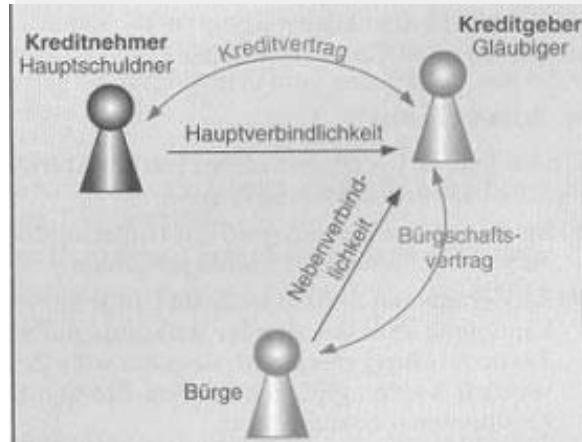 Kreditnehmer
Hauptschuldner
Kreditvertrag
Kreditgeber
Gläubiger
Hauptverbindlichkeit
Nebenverbind-
lichkeit
Bürgschafts-
vertrag
Bürge